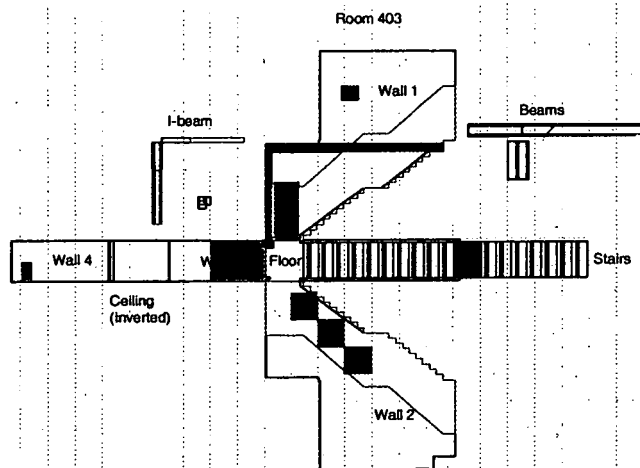 Room 403
Wall 1
I-beam
Beams
Wall 4
W
Floor
Stairs
Ceiling
(Inverted)
Wall 2